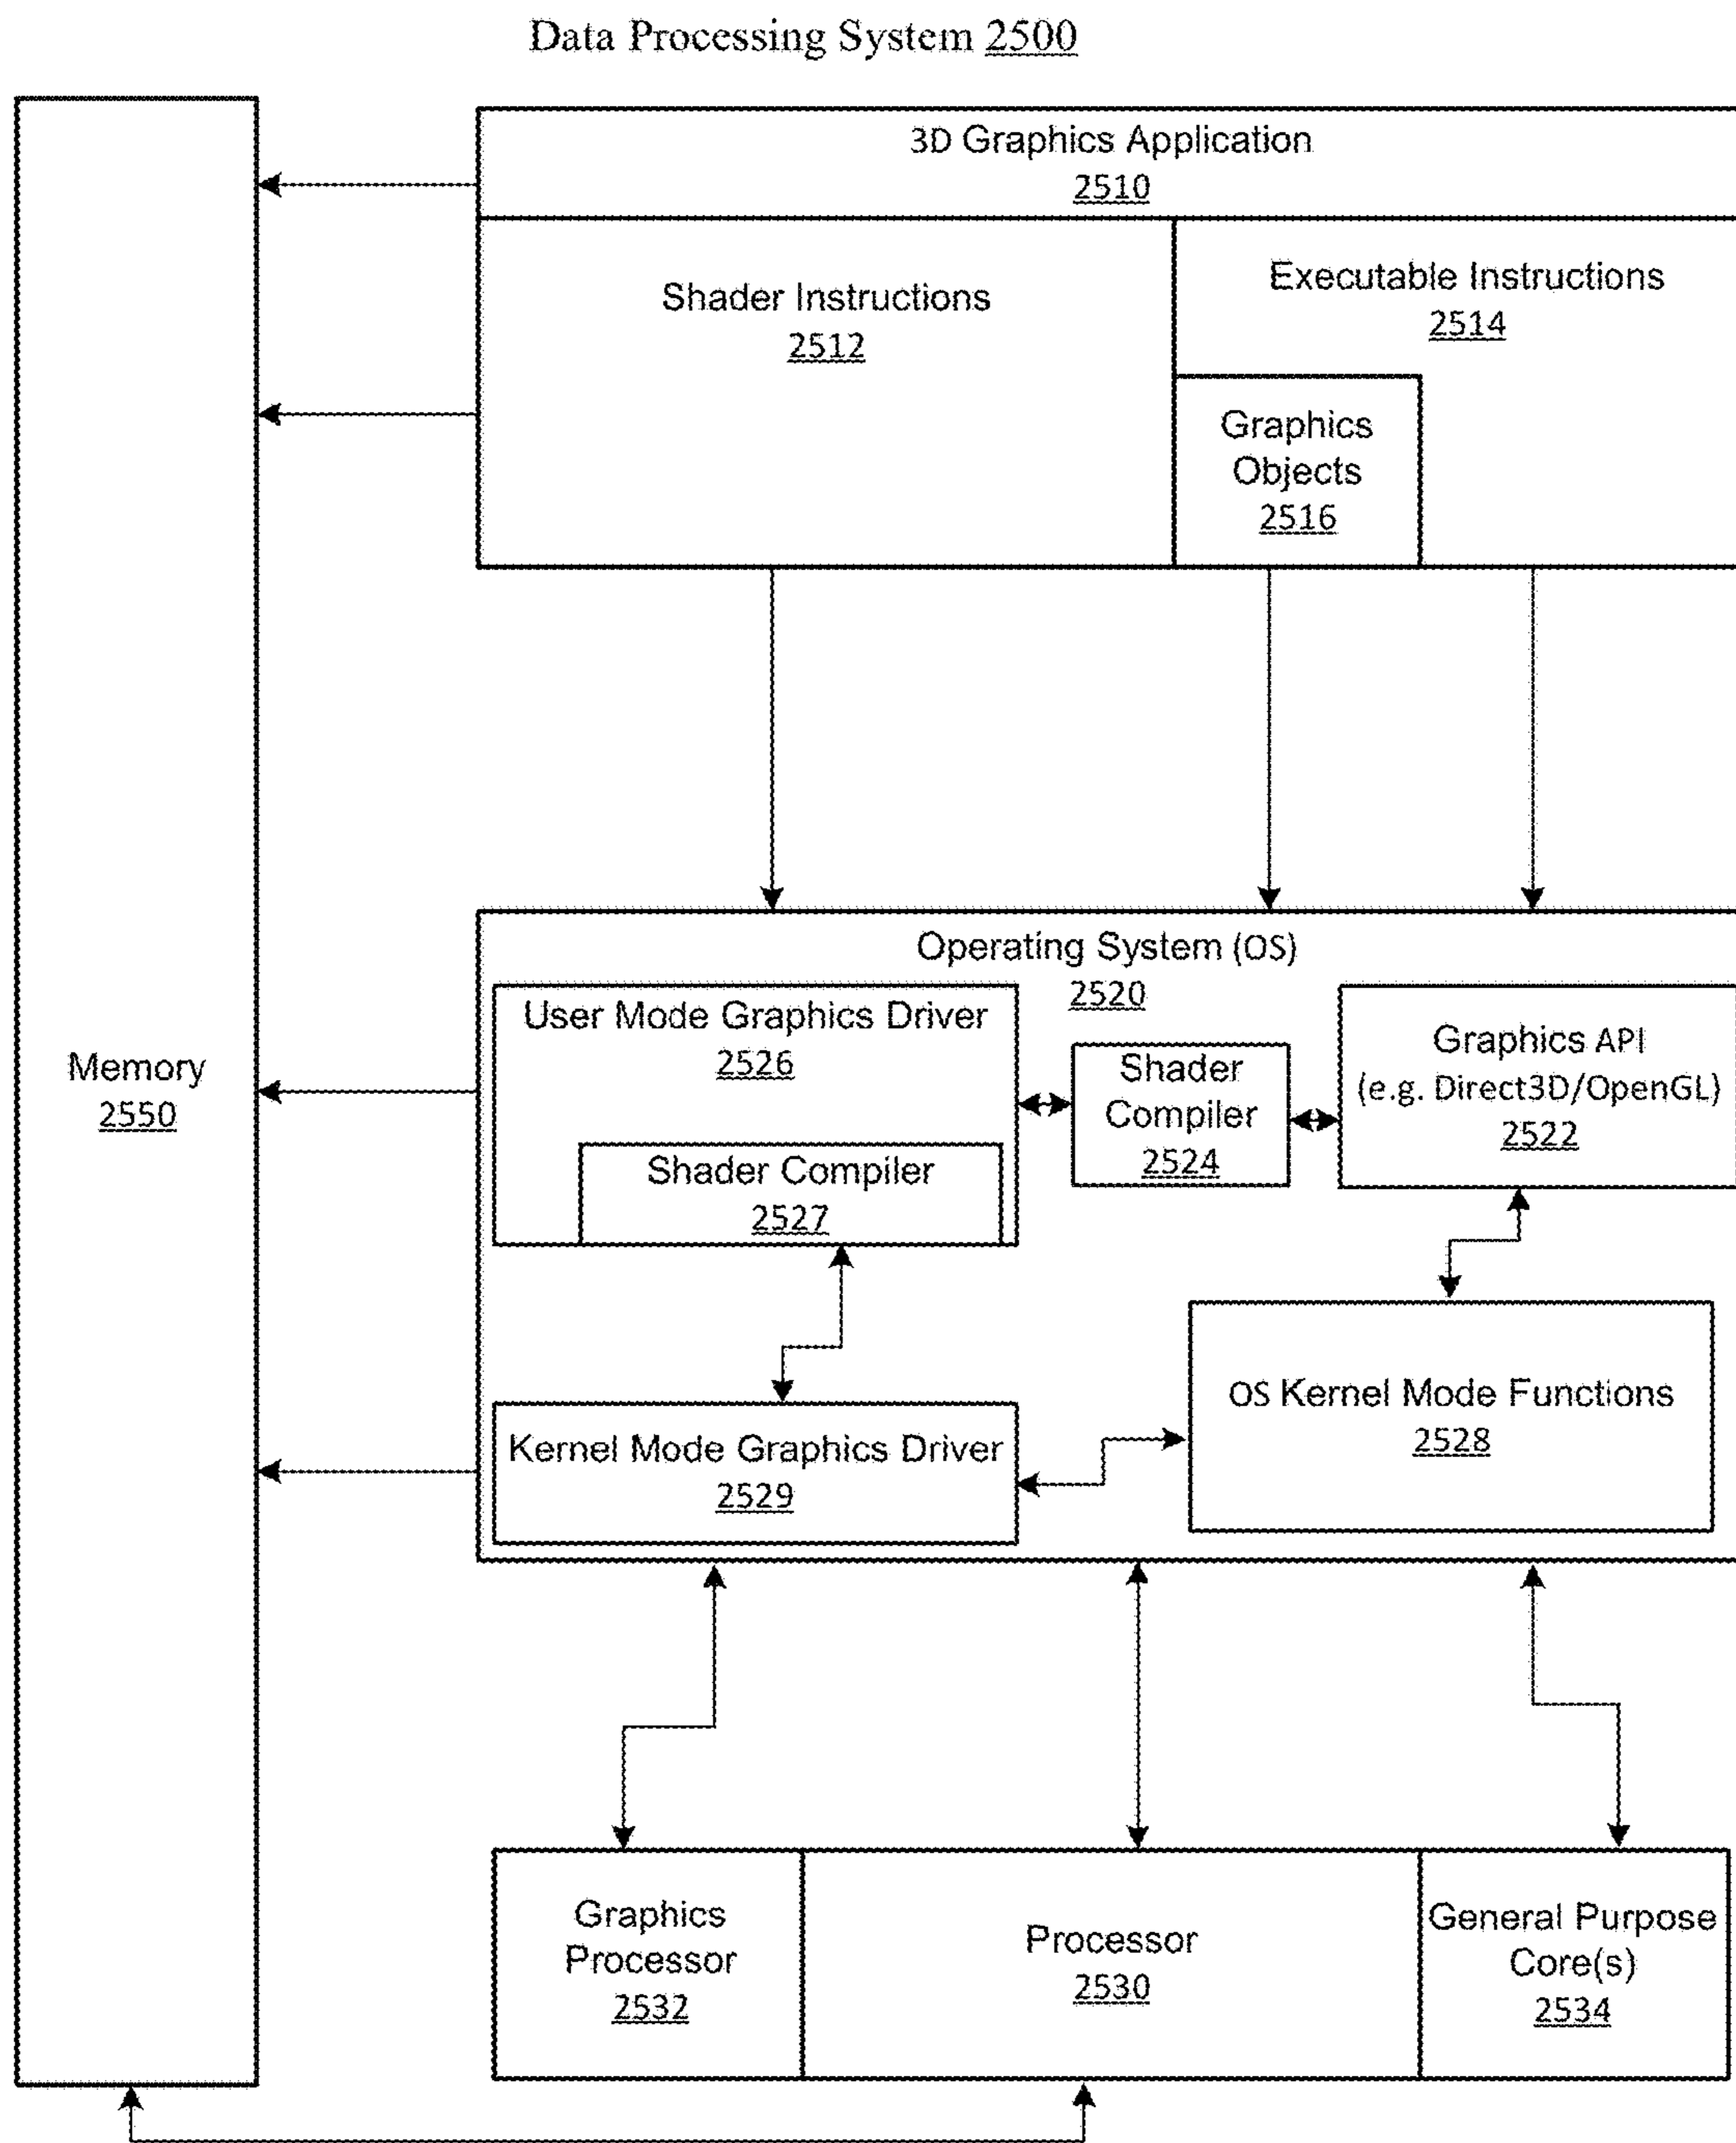 Data Processing System 2500
3D Graphics Application
2510
Shader Instructions
2512
Executable Instructions
2514
Graphics
Objects
2516
Operating System (OS)
2520
User Mode Graphics Driver
2526
Shader Compiler
2527
Shader
Compiler
2524
Graphics API
(e.g. Direct3D/OpenGL)
2522
Memory
2550
OS Kernel Mode Functions
2528
Kernel Mode Graphics Driver
2529
Graphics
Processor
2532
Processor
2530
General Purpose
Core(s)
2534